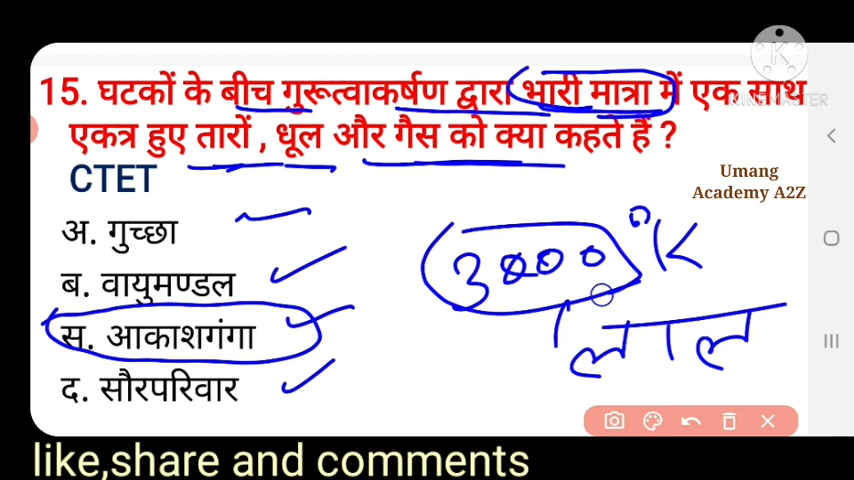 15. घटकों के बीच गुरूत्वाकर्षण द्वारा भारी मात्रा में एक साथ
एकत्र हुए तारों , धूल और गैस को क्या कहते हैं ?
CTET
Umang
Academy A2Z
अ. गुच्छा
ब. वायुमण्डल
स. आकाशगंगा
द. सौरपरिवार
3000 °K
लाल
K
KINEMASTER
like,share and comments